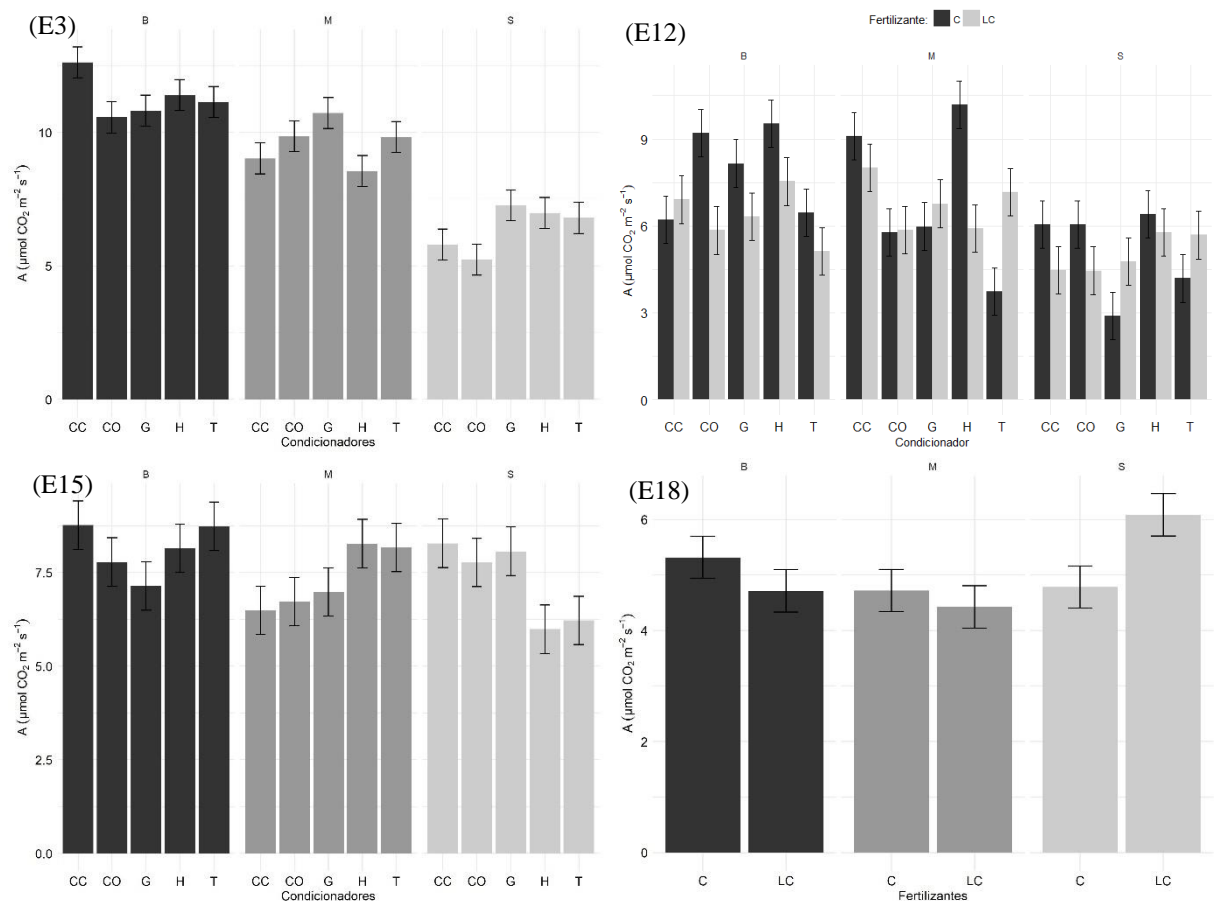 (E3)
B M S
A (µmol CO₂ m⁻² s⁻¹)
10
5
0
CC CO G H T CC CO G H T CC CO G H T
Condicionadores
(E12)
Fertilizante: C LC
B M S
A (µmol CO₂ m⁻² s⁻¹)
9
6
3
0
CC CO G H T CC CO G H T CC CO G H T
Condicionador
(E15)
B M S
A (µmol CO₂ m⁻² s⁻¹)
7.5
5.0
2.5
0.0
CC CO G H T CC CO G H T CC CO G H T
Condicionadores
(E18)
B M S
A (µmol CO₂ m⁻² s⁻¹)
6
4
2
0
C LC C LC C LC
Fertilizantes